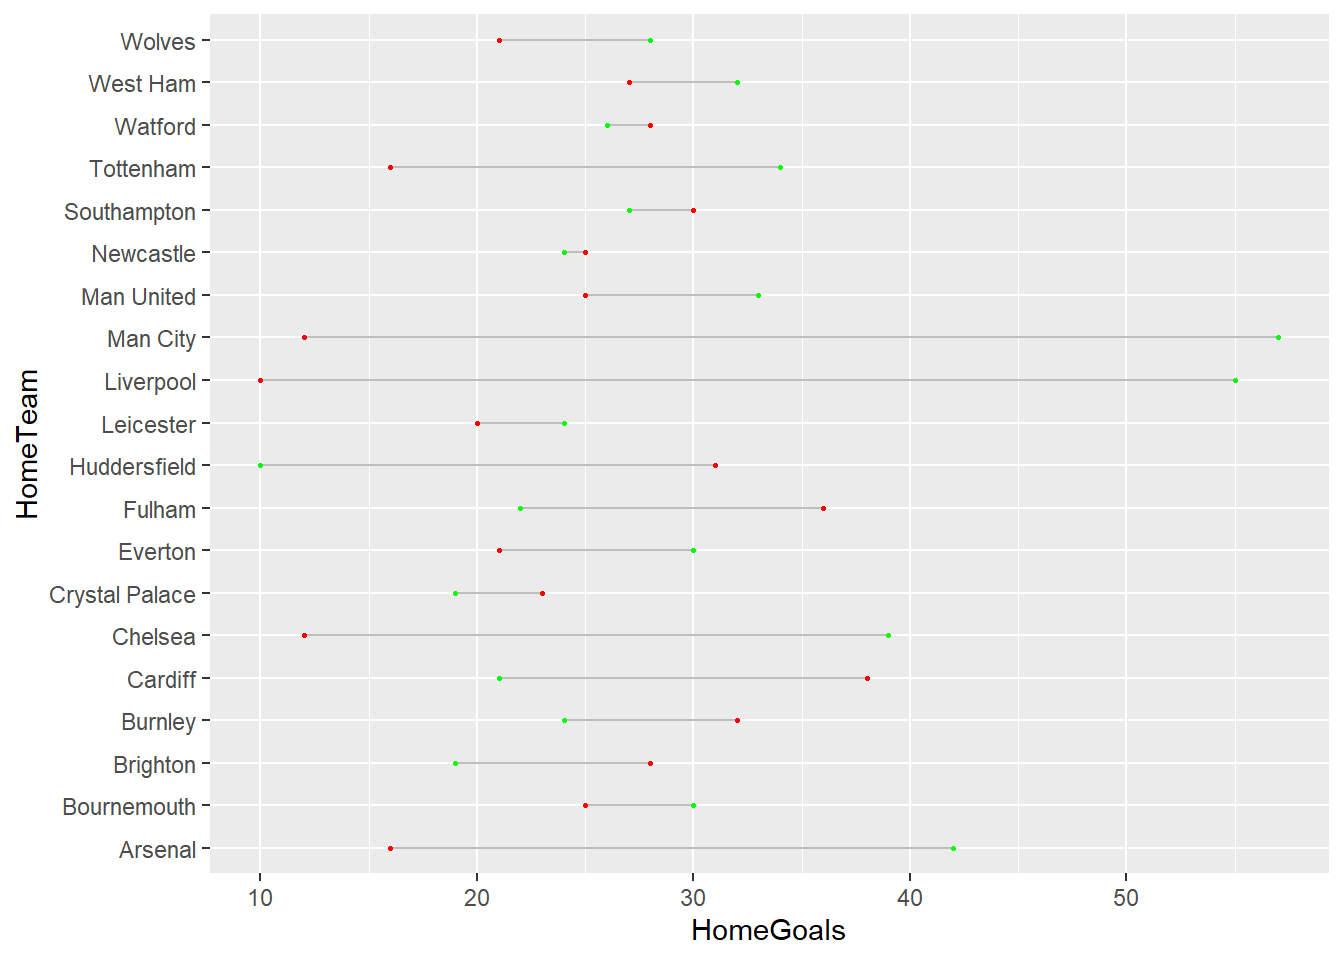 Wolves
West Ham
Watford
Tottenham
Southampton
Newcastle
Man United
Man City
Liverpool
Leicester
Huddersfield
Fulham
Everton
Crystal Palace
Chelsea
Cardiff
Burnley
Brighton
Bournemouth
Arsenal
HomeTeam
10 20 30 40 50
HomeGoals